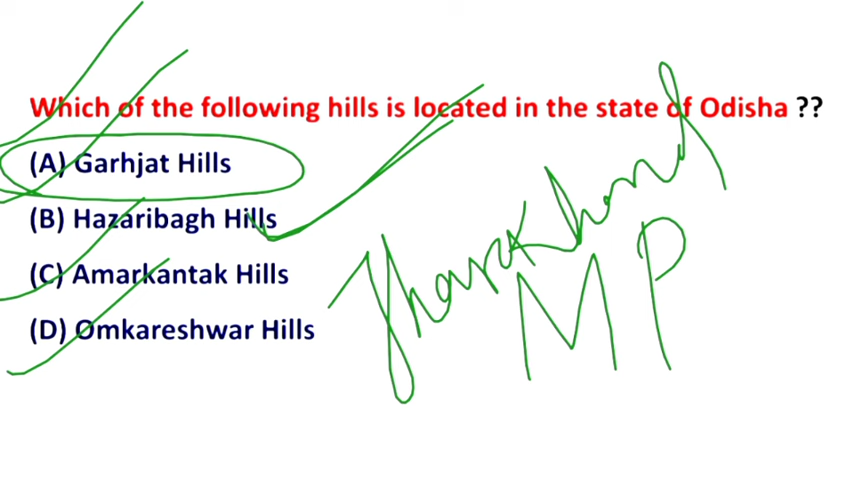 Which of the following hills is located in the state of Odisha ??
(A) Garhjat Hills
(B) Hazaribagh Hills
(C) Amarkantak Hills
(D) Omkareshwar Hills
Jharkhand
MP